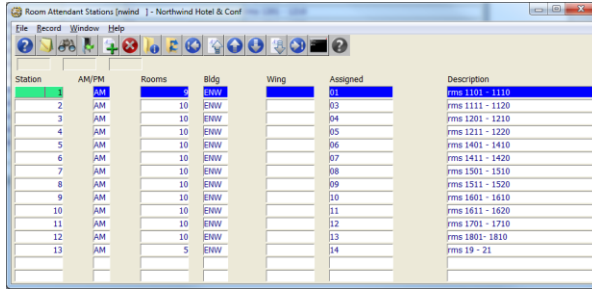 Room Attendant Stations [nwind ] - Northwind Hotel & Conf
File Record Window Help
Station AM/PM Rooms Bldg Wing Assigned Description
1 AM 9 ENW 01 rms 1101 - 1110
2 AM 10 ENW 03 rms 1111 - 1120
3 AM 10 ENW 04 rms 1201 - 1210
4 AM 10 ENW 05 rms 1211 - 1220
5 AM 10 ENW 06 rms 1401 - 1410
6 AM 10 ENW 07 rms 1411 - 1420
7 AM 10 ENW 08 rms 1501 - 1510
8 AM 10 ENW 09 rms 1511 - 1520
9 AM 10 ENW 10 rms 1601 - 1610
10 AM 10 ENW 11 rms 1611 - 1620
11 AM 10 ENW 12 rms 1701 - 1710
12 AM 10 ENW 13 rms 1801- 1810
13 AM 5 ENW 14 rms 19 - 21